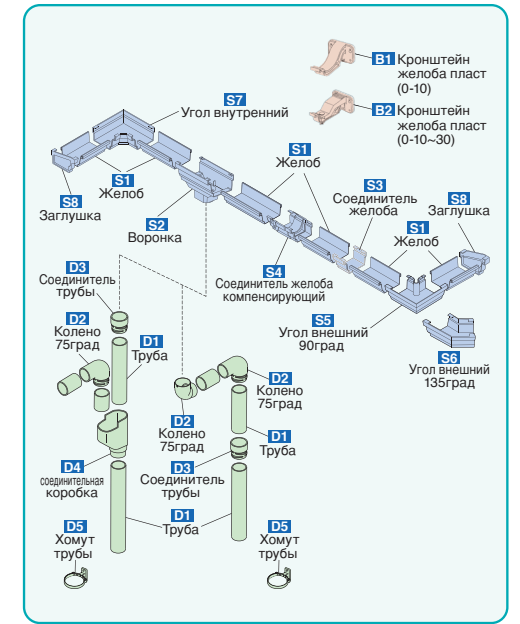 B1 Кронштейн
желоба пласт
(0-10)
B2 Кронштейн
желоба пласт
(0-10~30)
S7
Угол внутренний
S1
Желоб
S8
Заглушка
S2
Воронка
S1
Желоб
S3
Соединитель
желоба
S8
Заглушка
S1
Желоб
S4
Соединитель желоба
компенсирующий
S5
Угол внешний
90град
S6
Угол внешний
135град
D3
Соединитель
трубы
D2
Колено
75град
D1
Труба
D2
Колено
75град
D2
Колено
75град
D1
Труба
D4
соединительная
коробка
D3
Соединитель
трубы
D1
Труба
D5
Хомут
трубы
D5
Хомут
трубы